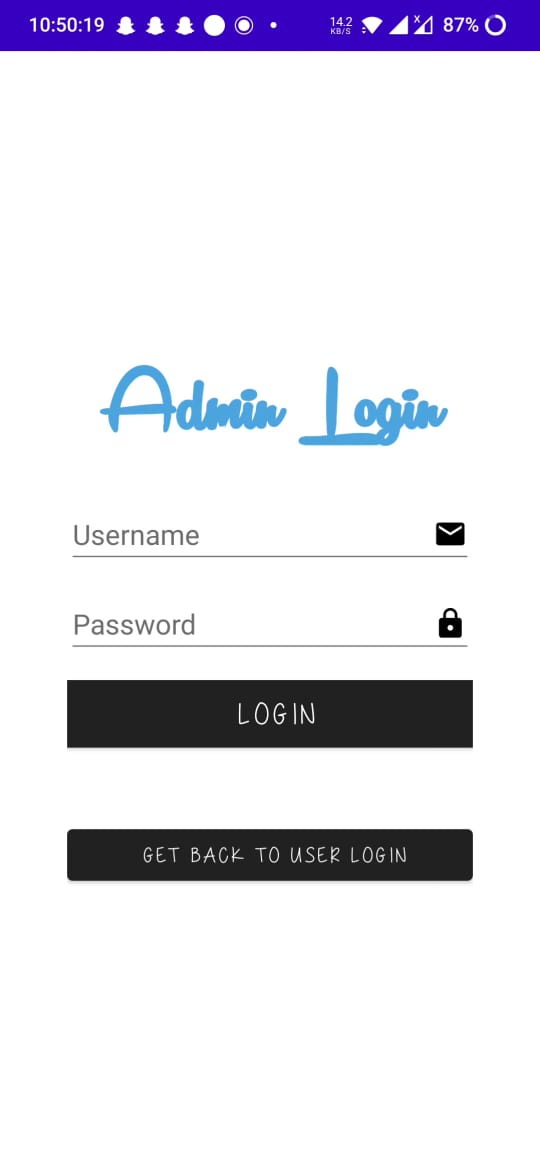 10:50:19 14.2 KB/S X 87%
Admin Login
Username
Password
LOGIN
GET BACK TO USER LOGIN